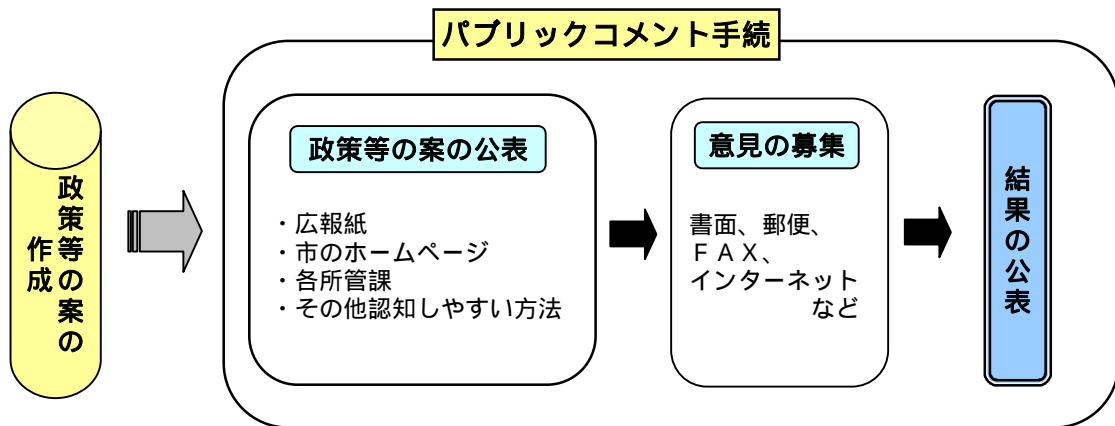 パブリックコメント手続
政策等の案の
作成
政策等の案の公表
・広報紙
・市のホームページ
・各所管課
・その他認知しやすい方法
意見の募集
書面、郵便、
ＦＡＸ、
インターネット
など
結果の公表